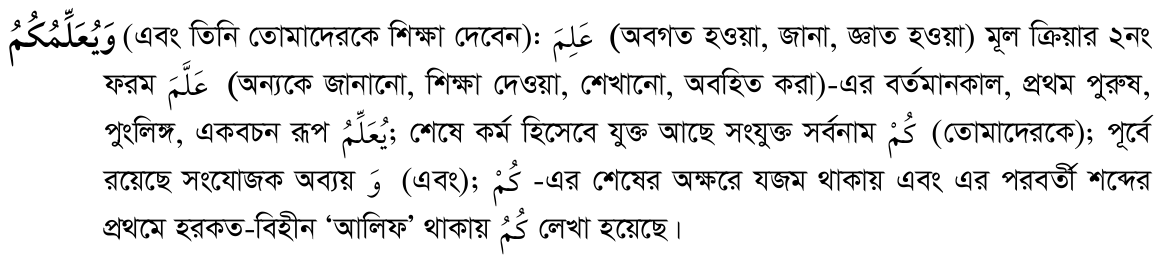 وَيُعَلِّمُكُمُ (এবং তিনি তোমাদেরকে শিক্ষা দেবেন): عَلِمَ (অবগত হওয়া, জানা, জ্ঞাত হওয়া) মূল ক্রিয়ার ২নং
ফরম عَلَّمَ (অন্যকে জানানো, শিক্ষা দেওয়া, শেখানো, অবহিত করা)-এর বর্তমানকাল, প্রথম পুরুষ,
পুংলিঙ্গ, একবচন রূপ يُعَلِّمُ; শেষে কর্ম হিসেবে যুক্ত আছে সংযুক্ত সর্বনাম كُمْ (তোমাদেরকে); পূর্বে
রয়েছে সংযোজক অব্যয় وَ (এবং); كُمْ -এর শেষের অক্ষরে যজম থাকায় এবং এর পরবর্তী শব্দের
প্রথমে হরকত-বিহীন ‘আলিফ’ থাকায় كُمُ লেখা হয়েছে।